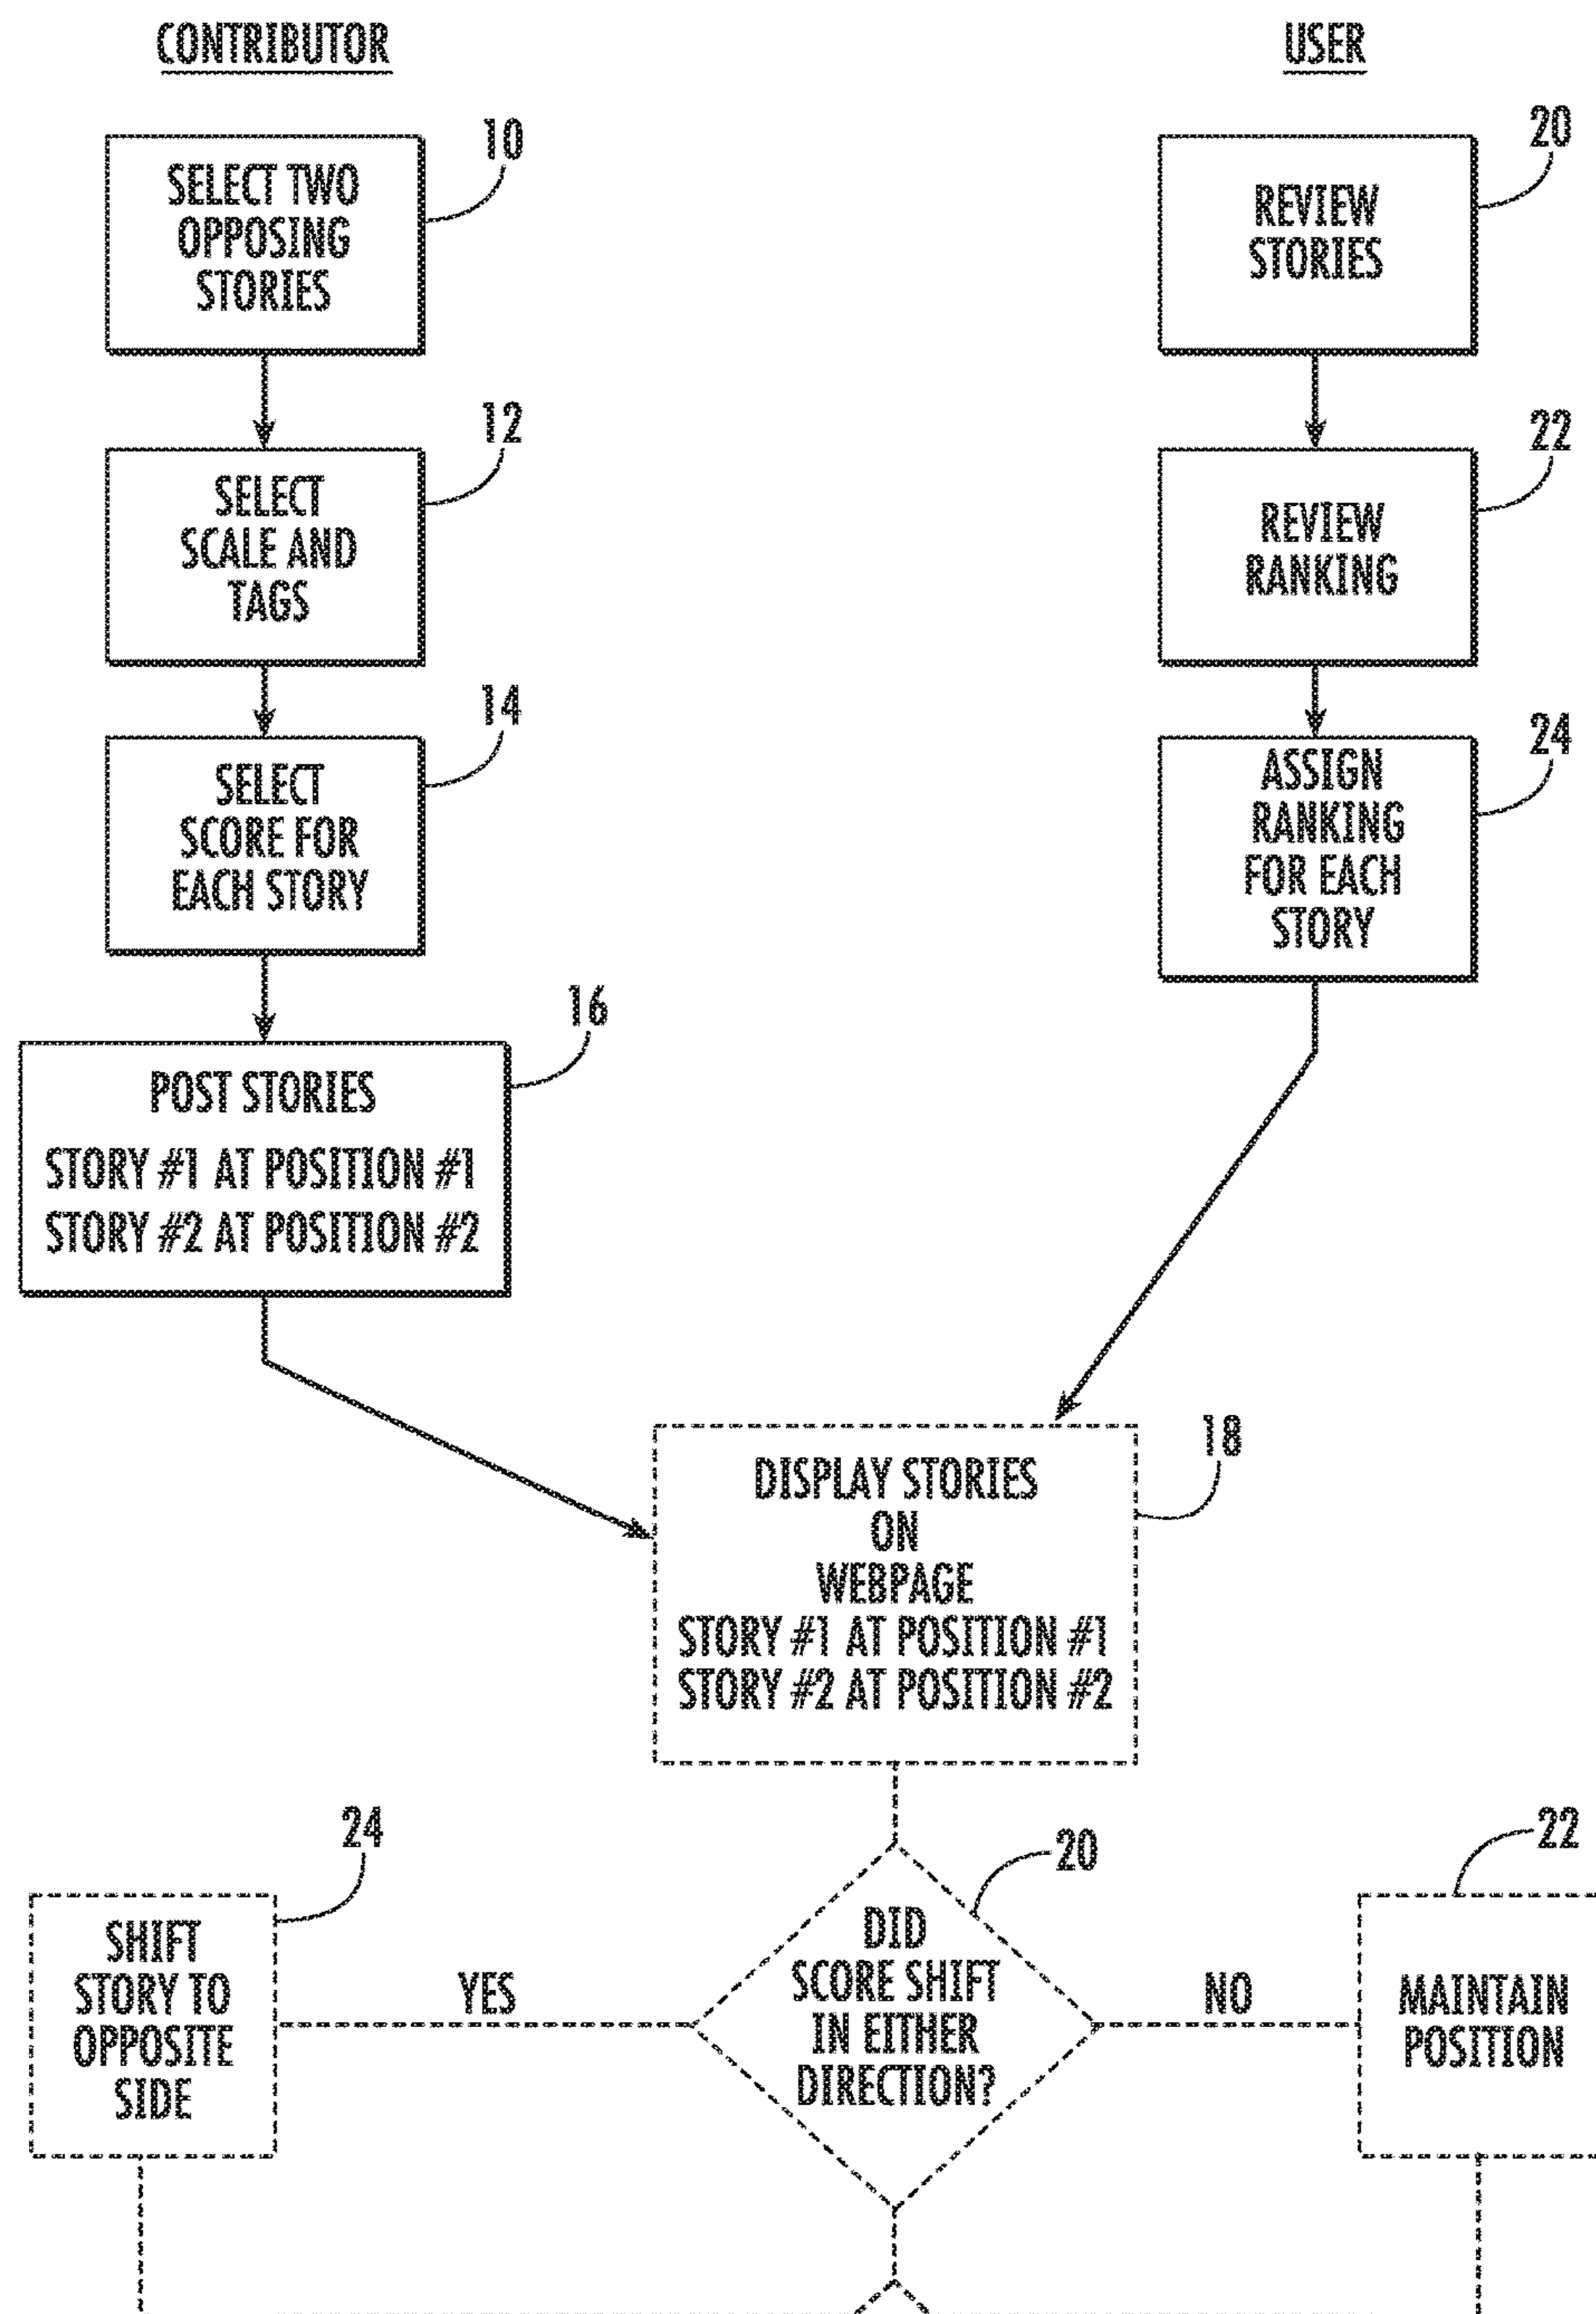 CONTRIBUTOR
10
SELECT TWO
OPPOSING
STORIES
12
SELECT
SCALE AND
TAGS
14
SELECT
SCORE FOR
EACH STORY
16
POST STORIES
STORY #1 AT POSITION #1
STORY #2 AT POSITION #2
USER
20
REVIEW
STORIES
22
REVIEW
RANKING
24
ASSIGN
RANKING
FOR EACH
STORY
18
DISPLAY STORIES
ON
WEBPAGE
STORY #1 AT POSITION #1
STORY #2 AT POSITION #2
24
SHIFT
STORY TO
OPPOSITE
SIDE
YES
20
DID
SCORE SHIFT
IN EITHER
DIRECTION?
NO
22
MAINTAIN
POSITION